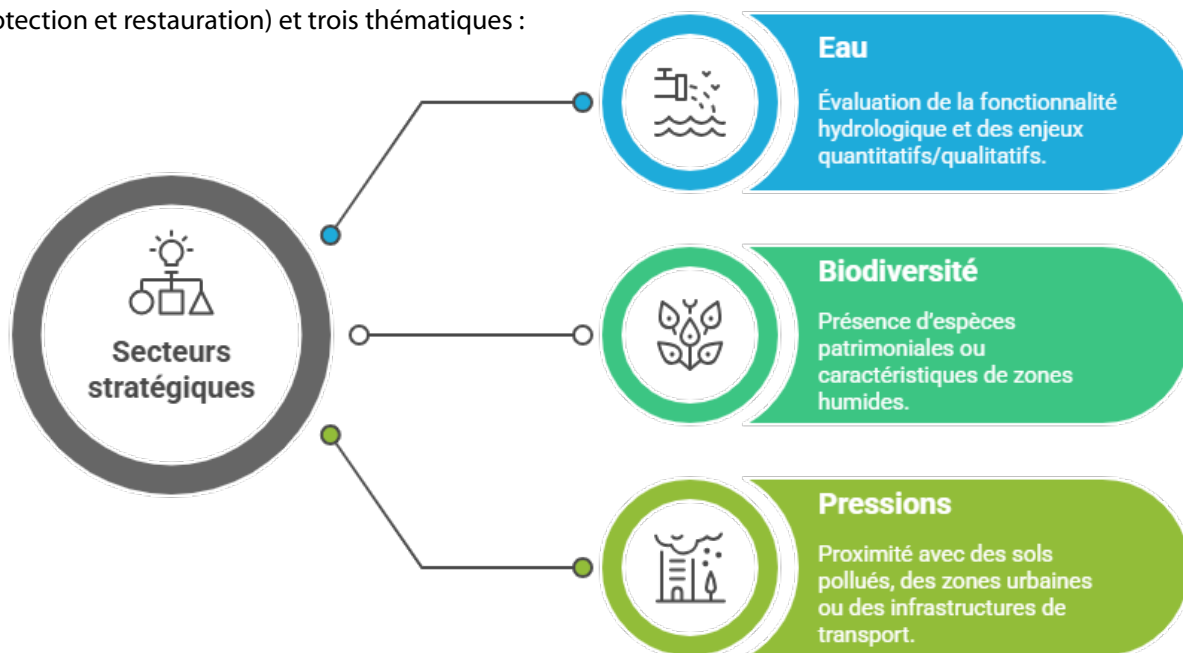 otection et restauration) et trois thématiques :
Eau
Évaluation de la fonctionnalité
hydrologique et des enjeux
quantitatifs/qualitatifs.
Secteurs
stratégiques
Biodiversité
Présence d'espèces
patrimoniales ou
caractéristiques de zones
humides.
Pressions
Proximité avec des sols
pollués, des zones urbaines
ou des infrastructures de
transport.